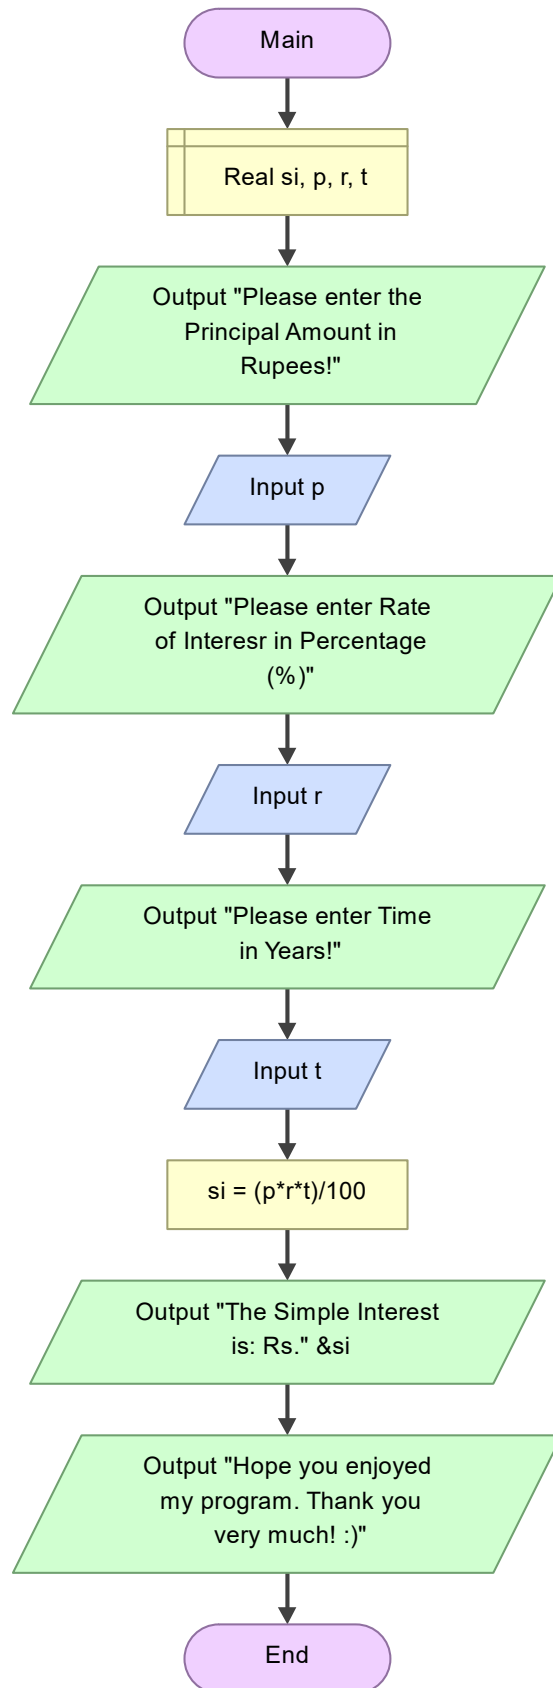 Main
Real si, p, r, t
Output "Please enter the
Principal Amount in
Rupees!"
Input p
Output "Please enter Rate
of Interesr in Percentage
(%)"
Input r
Output "Please enter Time
in Years!"
Input t
si = (p*r*t)/100
Output "The Simple Interest
is: Rs." &si
Output "Hope you enjoyed
my program. Thank you
very much! :)"
End